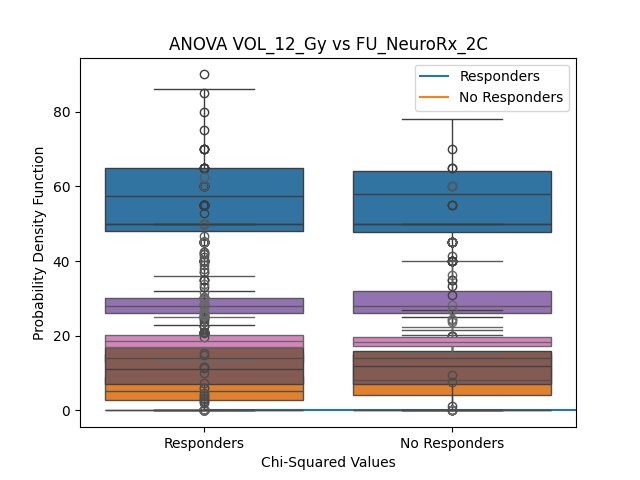 ANOVA VOL_12_Gy vs FU_NeuroRx_2C
Responders
No Responders
80
60
40
20
0
Probability Density Function
Responders
No Responders
Chi-Squared Values